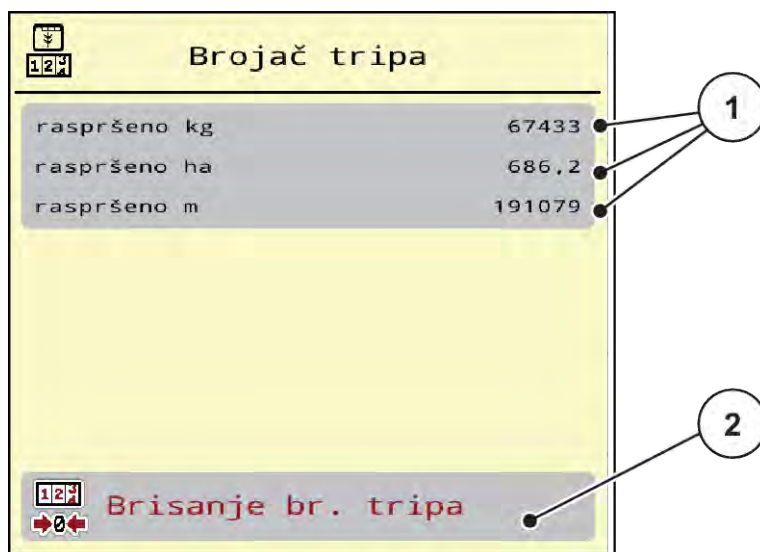 Brojač tripa
raspršeno kg 67433
raspršeno ha 686,2
raspršeno m 191079
Brisanje br. tripa
1
2